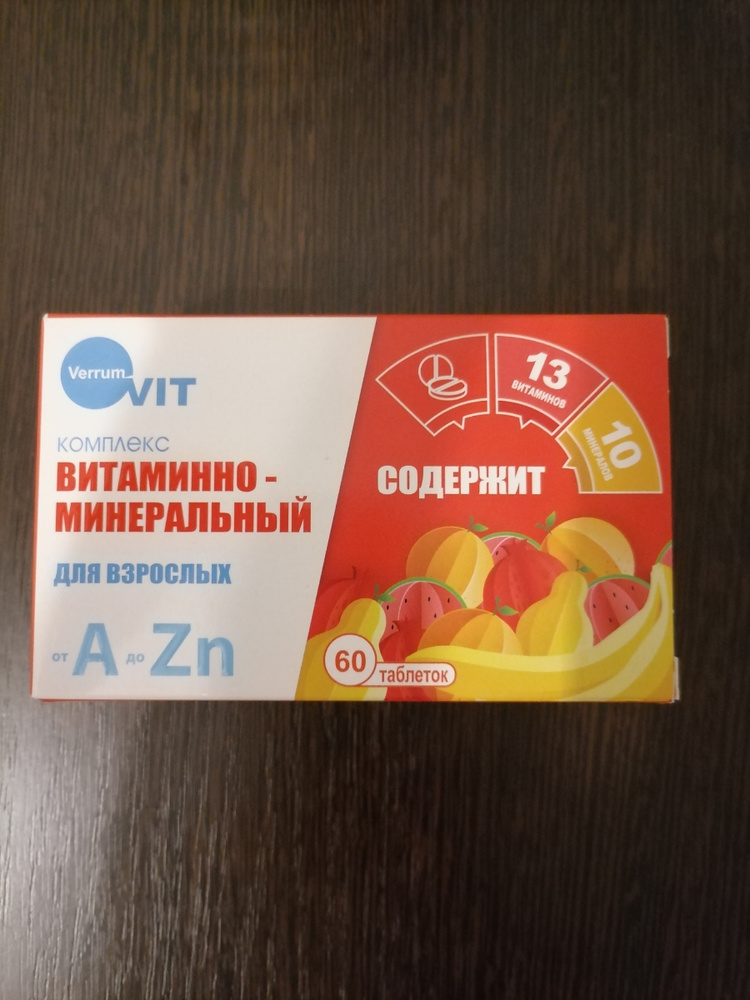 Verrum
VIT
КОМПЛЕКС
ВИТАМИННО -
МИНЕРАЛЬНЫЙ
ДЛЯ ВЗРОСЛЫХ
от A до Zn
13
ВИТАМИНОВ
10
МИНЕРАЛОВ
СОДЕРЖИТ
60
таблеток